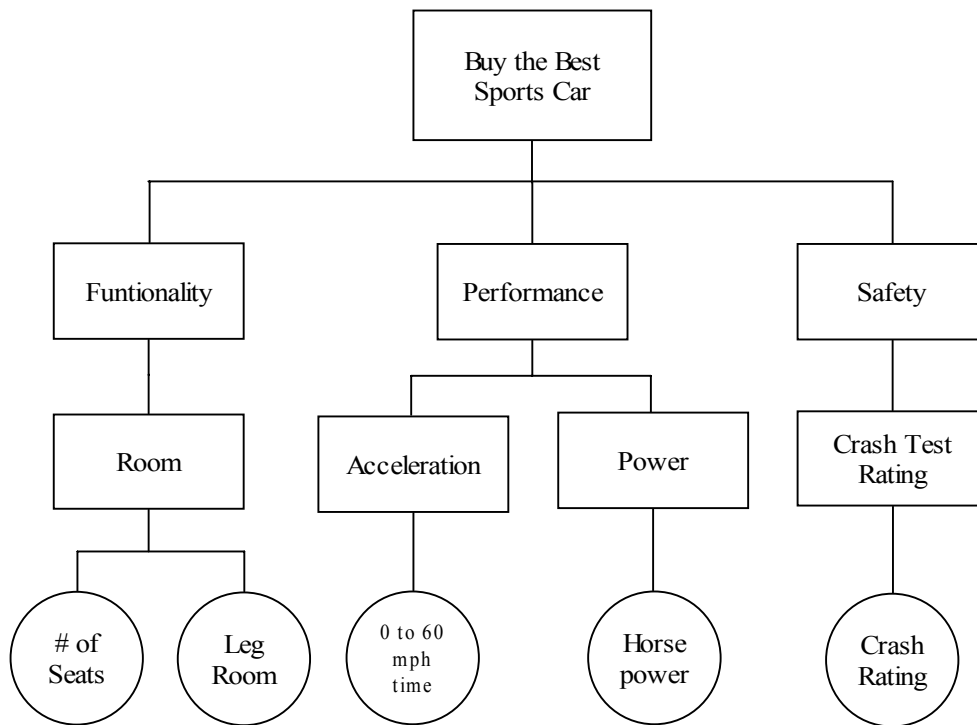 Buy the Best
Sports Car
Funtionality
Performance
Safety
Room
Acceleration
Power
Crash Test
Rating
# of
Seats
Leg
Room
0 to 60
mph
time
Horse
power
Crash
Rating